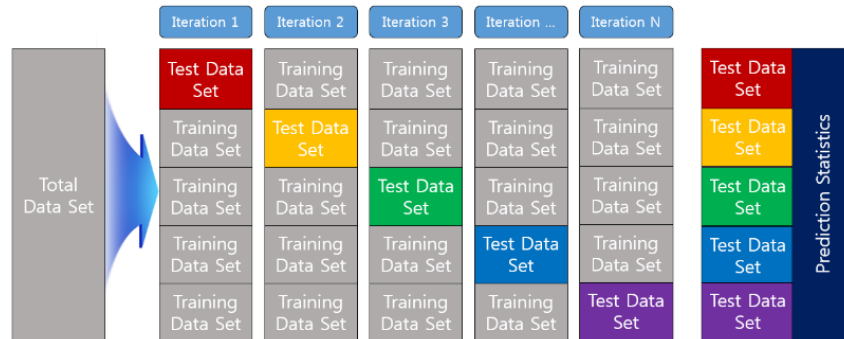 Iteration 1
Iteration 2
Iteration 3
Iteration ...
Iteration N
Total
Data Set
Test Data
Set
Training
Data Set
Training
Data Set
Training
Data Set
Training
Data Set
Test Data
Set
Training
Data Set
Test Data
Set
Training
Data Set
Training
Data Set
Training
Data Set
Test Data
Set
Training
Data Set
Training
Data Set
Test Data
Set
Training
Data Set
Training
Data Set
Test Data
Set
Training
Data Set
Training
Data Set
Training
Data Set
Test Data
Set
Training
Data Set
Test Data
Set
Training
Data Set
Training
Data Set
Training
Data Set
Training
Data Set
Test Data
Set
Test Data
Set
Prediction Statistics